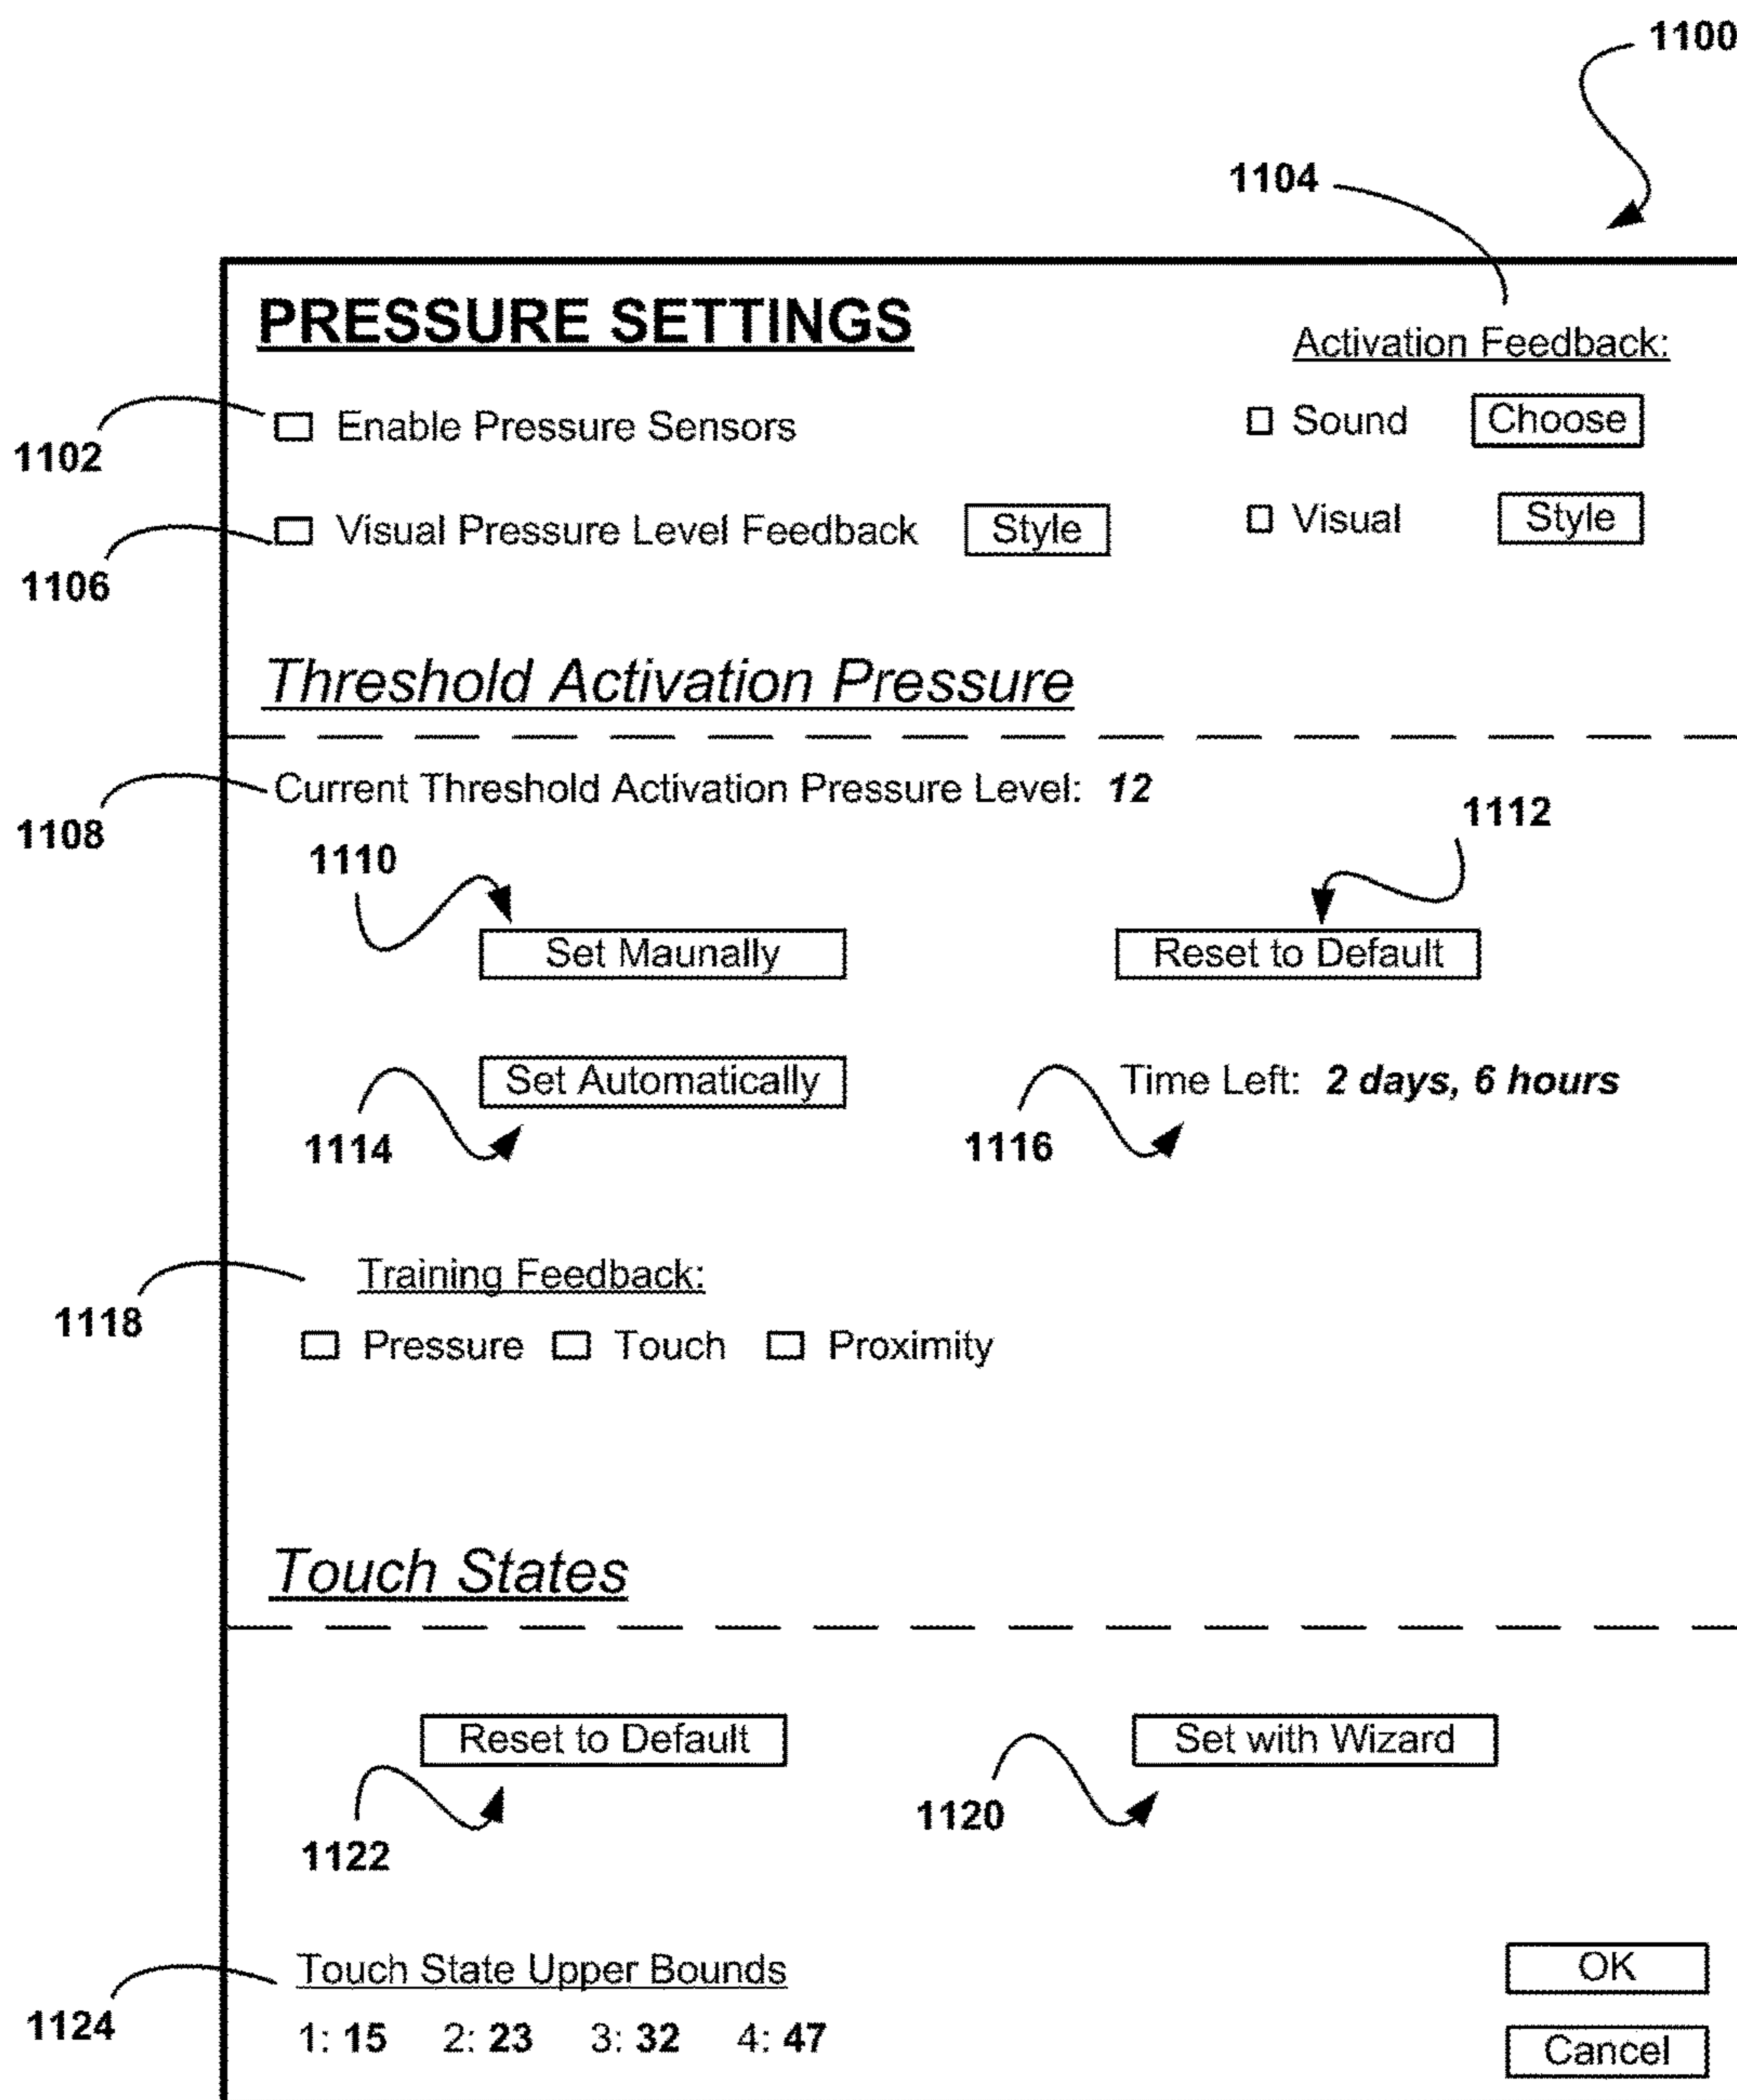 1100
1104
PRESSURE SETTINGS
Activation Feedback:
1102
Enable Pressure Sensors
Sound Choose
1106
Visual Pressure Level Feedback Style
Visual Style
Threshold Activation Pressure
1108
Current Threshold Activation Pressure Level: 12
1110
1112
Set Maunally
Reset to Default
Set Automatically
Time Left: 2 days, 6 hours
1114
1116
Training Feedback:
1118
Pressure Touch Proximity
Touch States
Reset to Default
Set with Wizard
1122
1120
Touch State Upper Bounds
1124
1: 15 2: 23 3: 32 4: 47
OK
Cancel